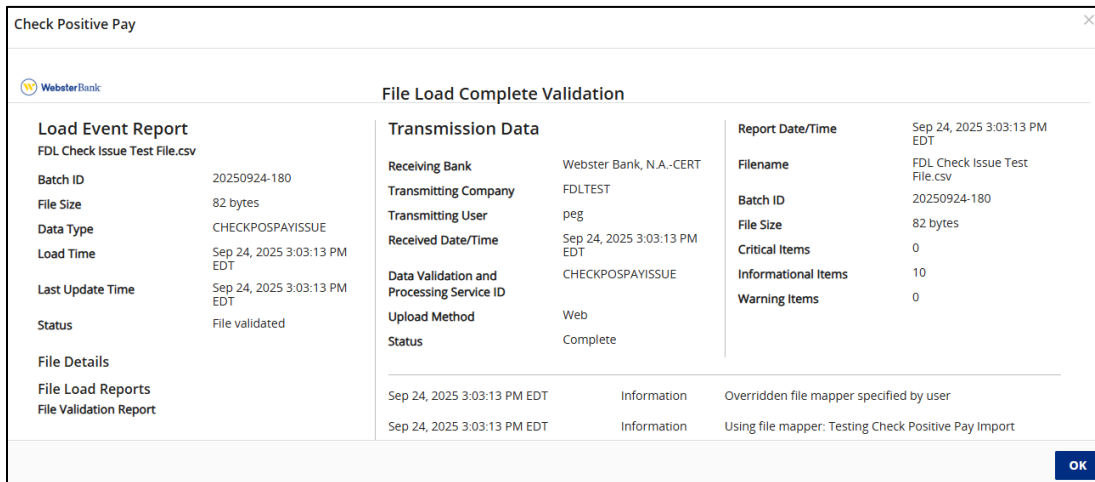 Check Positive Pay
WebsterBank
File Load Complete Validation
Load Event Report
FDL Check Issue Test File.csv
Batch ID 20250924-180
File Size 82 bytes
Data Type CHECKPOSPAYISSUE
Load Time Sep 24, 2025 3:03:13 PM
EDT
Last Update Time Sep 24, 2025 3:03:13 PM
EDT
Status File validated
File Details
File Load Reports
File Validation Report
Transmission Data
Receiving Bank Webster Bank, N.A.-CERT
Transmitting Company FDLTEST
Transmitting User peg
Received Date/Time Sep 24, 2025 3:03:13 PM
EDT
Data Validation and CHECKPOSPAYISSUE
Processing Service ID
Upload Method Web
Status Complete
Report Date/Time Sep 24, 2025 3:03:13 PM
EDT
Filename FDL Check Issue Test
File.csv
Batch ID 20250924-180
File Size 82 bytes
Critical Items 0
Informational Items 10
Warning Items 0
Sep 24, 2025 3:03:13 PM EDT Information Overridden file mapper specified by user
Sep 24, 2025 3:03:13 PM EDT Information Using file mapper: Testing Check Positive Pay Import
OK